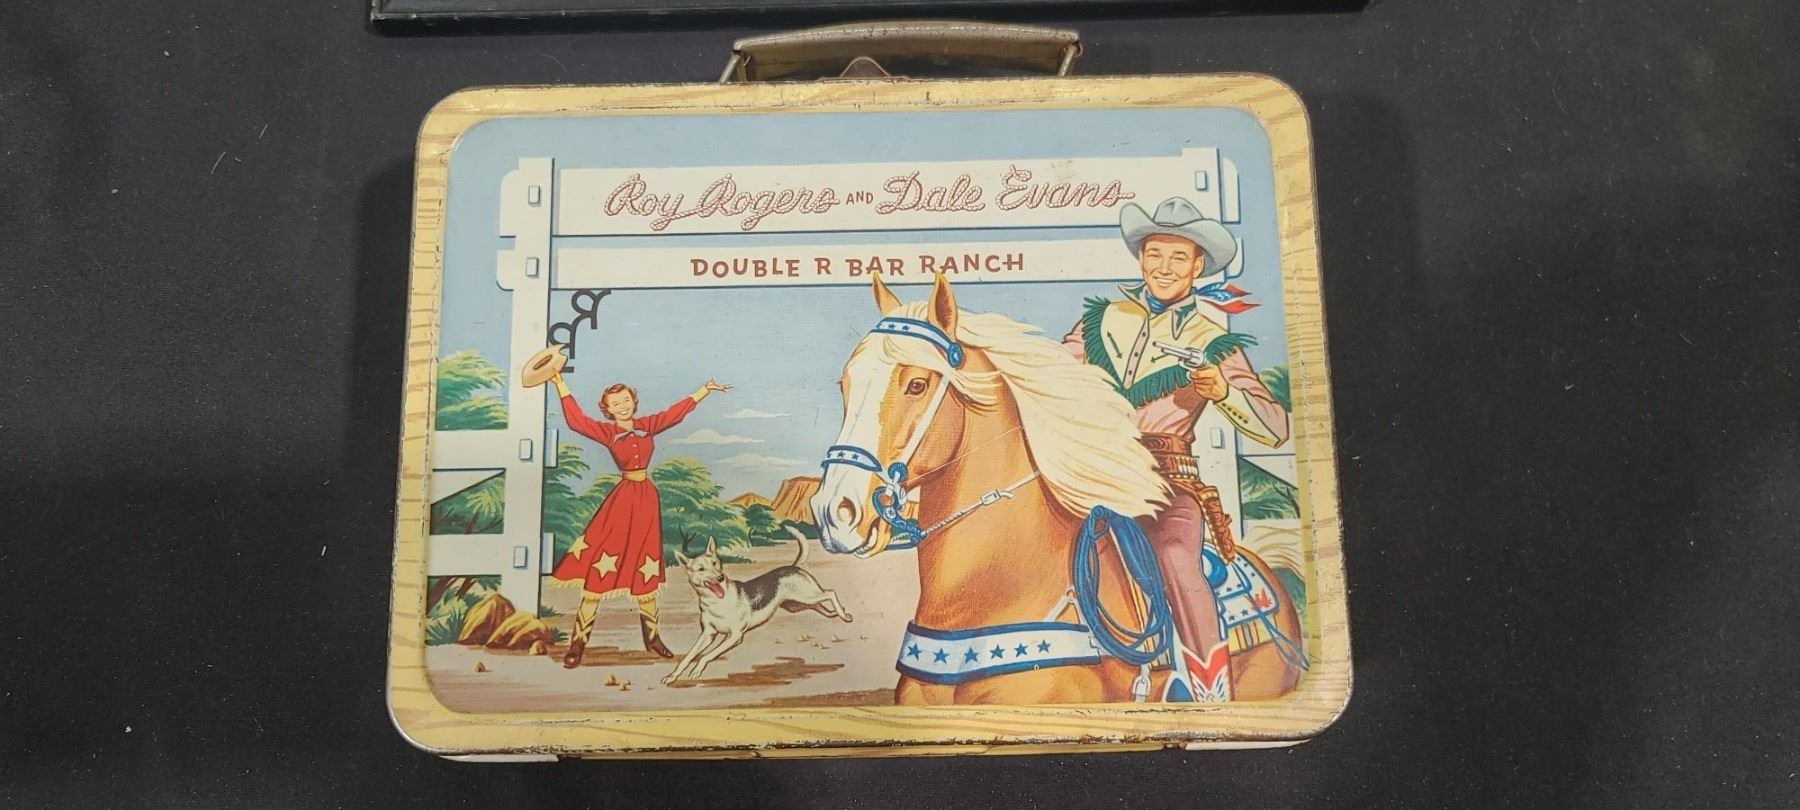 Roy Rogers AND Dale Evans
DOUBLE R BAR RANCH
R
R